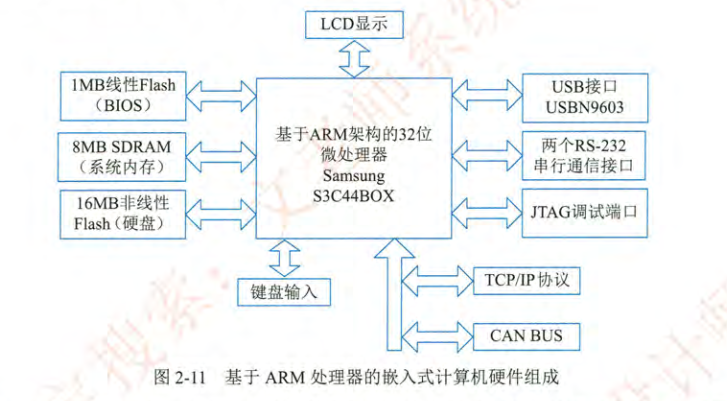 LCD显示
1MB线性Flash
（BIOS）
8MB SDRAM
（系统内存）
16MB非线性
Flash（硬盘）
基于ARM架构的32位
微处理器
Samsung
S3C44BOX
USB接口
USBN9603
两个RS-232
串行通信接口
JTAG调试端口
键盘输入
TCP/IP协议
CAN BUS
图 2-11 基于 ARM 处理器的嵌入式计算机硬件组成